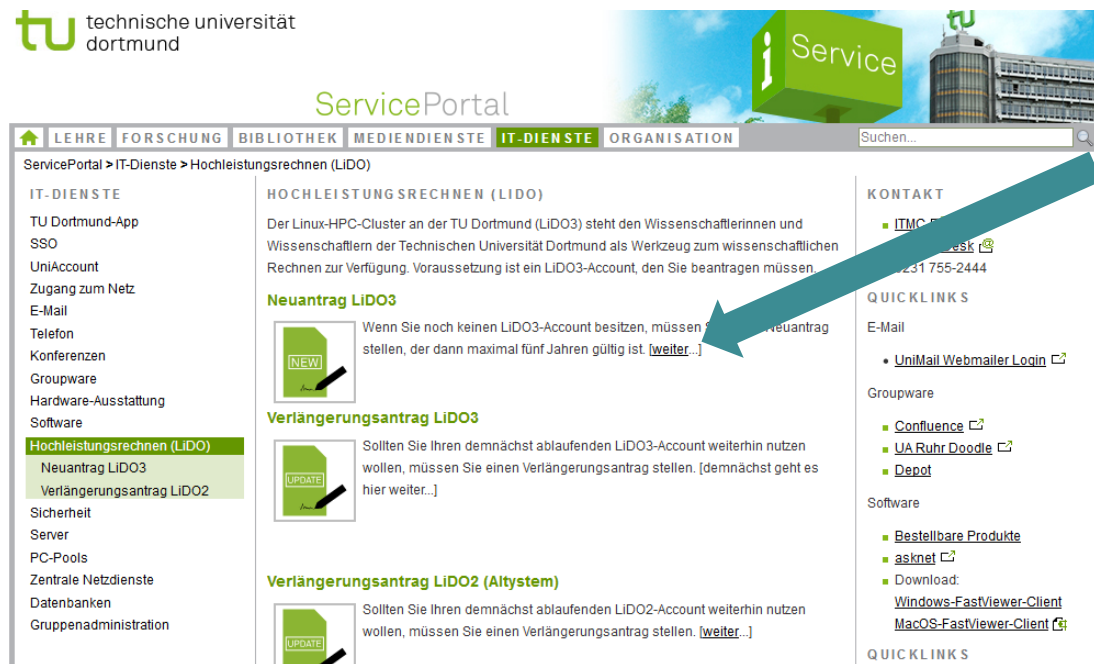 technische universität
dortmund
tu
i Service
ServicePortal
LEHRE FORSCHUNG BIBLIOTHEK MEDIENDIENSTE IT-DIENSTE ORGANISATION
Suchen...
ServicePortal > IT-Dienste > Hochleistungsrechnen (LiDO)
IT-DIENSTE
TU Dortmund-App
SSO
UniAccount
Zugang zum Netz
E-Mail
Telefon
Konferenzen
Groupware
Hardware-Ausstattung
Software
Hochleistungsrechnen (LiDO)
Neuantrag LiDO3
Verlängerungsantrag LiDO2
Sicherheit
Server
PC-Pools
Zentrale Netzdienste
Datenbanken
Gruppenadministration
HOCHLEISTUNGSRECHNEN (LIDO)
Der Linux-HPC-Cluster an der TU Dortmund (LiDO3) steht den Wissenschaftlerinnen und
Wissenschaftlern der Technischen Universität Dortmund als Werkzeug zum wissenschaftlichen
Rechnen zur Verfügung. Voraussetzung ist ein LiDO3-Account, den Sie beantragen müssen.
Neuantrag LiDO3
NEW
Wenn Sie noch keinen LiDO3-Account besitzen, müssen Neuantrag
stellen, der dann maximal fünf Jahren gültig ist. [weiter...]
Verlängerungsantrag LiDO3
UPDATE
Sollten Sie Ihren demnächst ablaufenden LiDO3-Account weiterhin nutzen
wollen, müssen Sie einen Verlängerungsantrag stellen. [demnächst geht es
hier weiter...]
Verlängerungsantrag LiDO2 (Altystem)
UPDATE
Sollten Sie Ihren demnächst ablaufenden LiDO2-Account weiterhin nutzen
wollen, müssen Sie einen Verlängerungsantrag stellen. [weiter...]
KONTAKT
ITMC
755-2444
QUICKLINKS
E-Mail
UniMail Webmailer Login
Groupware
Confluence
UA Ruhr Doodle
Depot
Software
Bestellbare Produkte
asknet
Download:
Windows-FastViewer-Client
MacOS-FastViewer-Client
QUICKLINKS